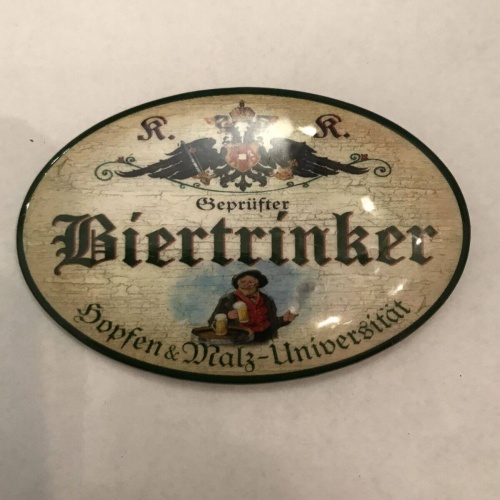 K. K.
Geprüfter
Biertrinker
Hopfen & Malz-Universität